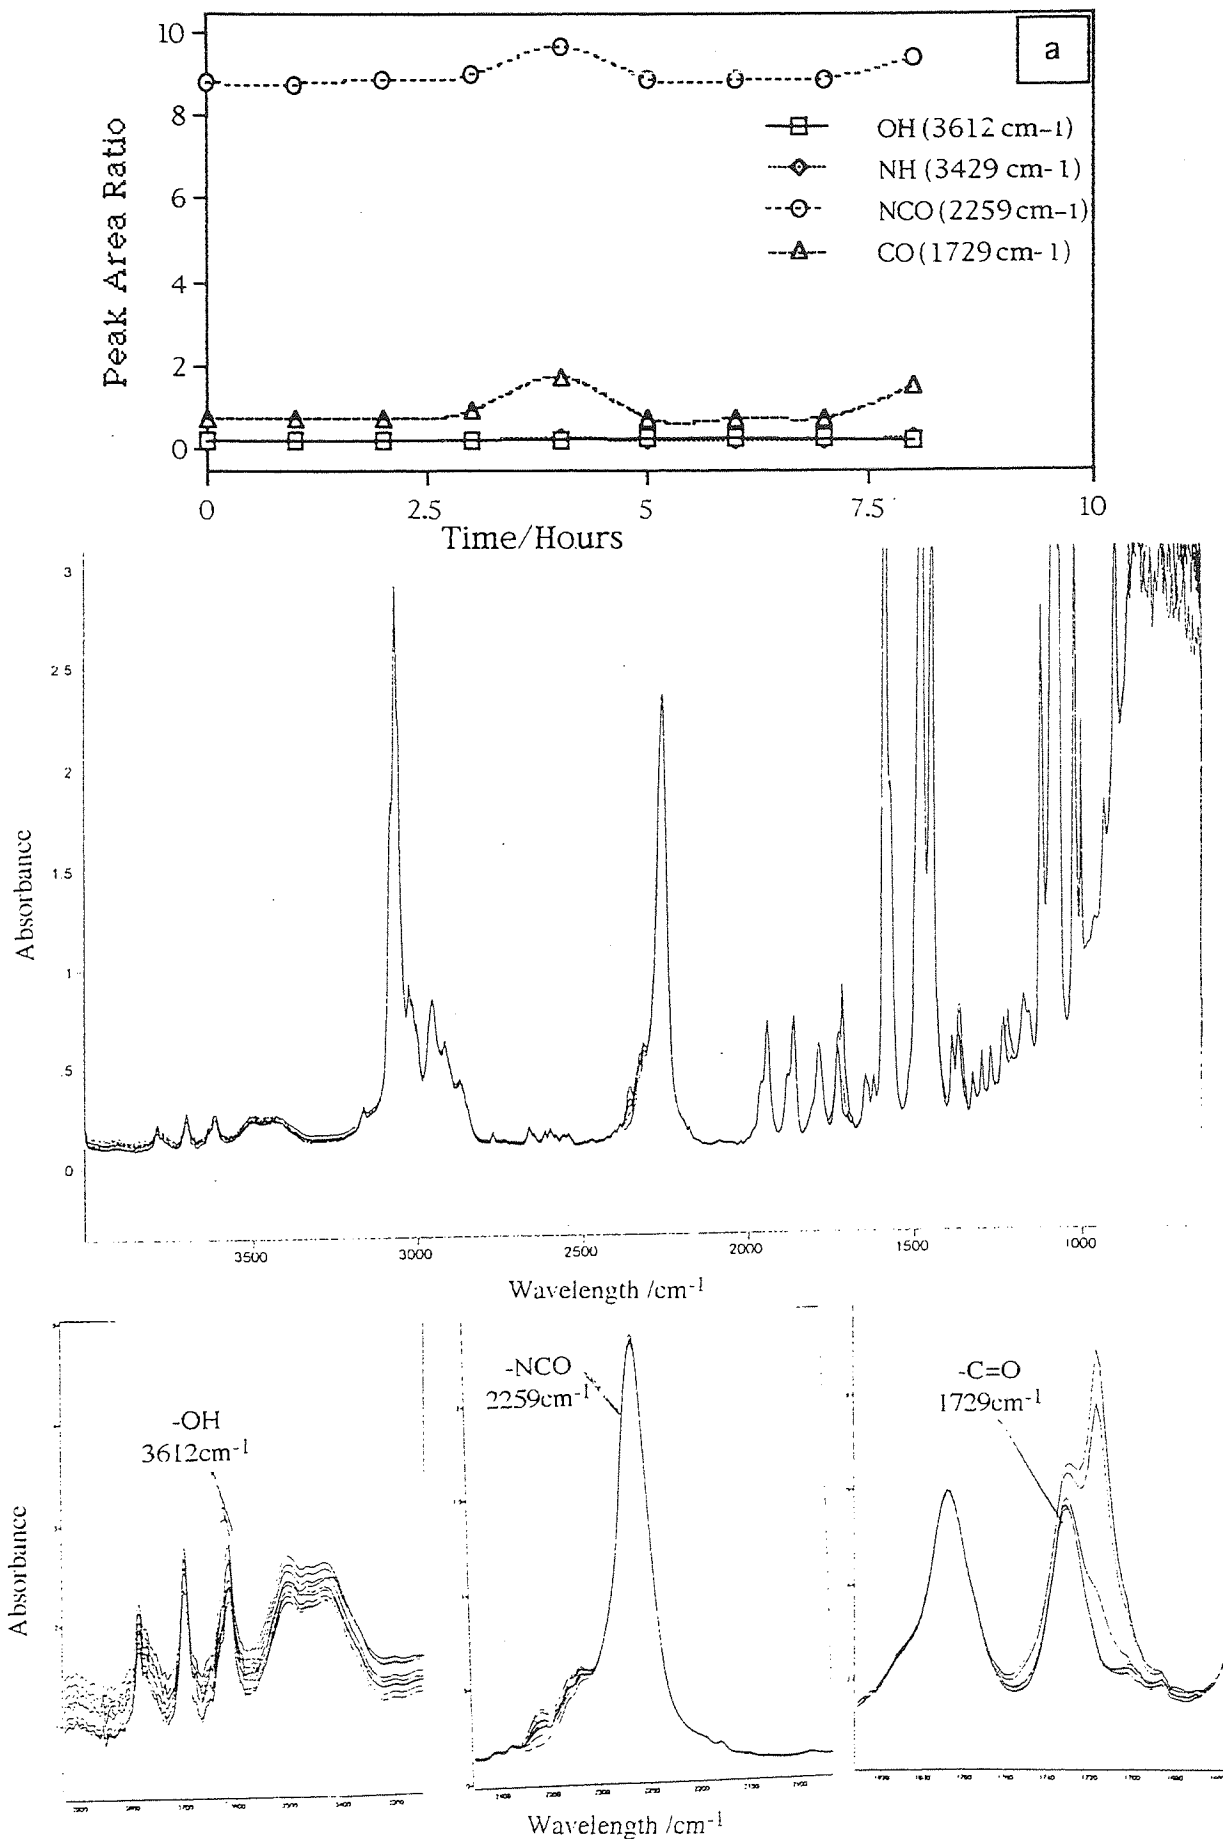 a
10
8
6
4
2
0
Peak Area Ratio
OH (3612 cm-1)
NH (3429 cm-1)
NCO (2259 cm-1)
CO (1729 cm-1)
0 2.5 5 7.5 10
Time/Hours
3
2 5
2
1.5
1
.5
0
Absorbance
3500 3000 2500 2000 1500 1000
Wavelength /cm-1
-OH
3612cm-1
-NCO
2259cm-1
-C=O
1729cm-1
Absorbance
Wavelength /cm-1